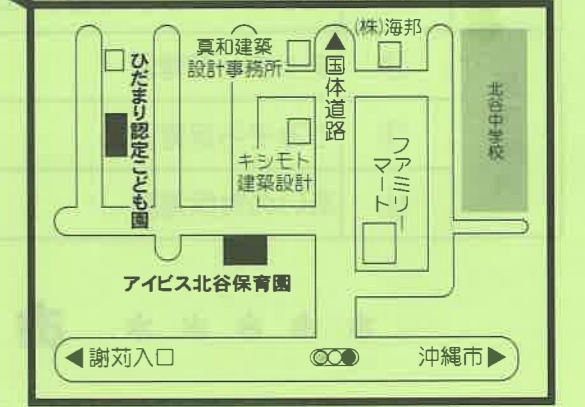 真和建築
設計事務所
(株)海邦
▲国体道路
ひだまり認定こども園
キシモト
建築設計
ファミリー
マート
北谷中学校
アイビス北谷保育園
◀謝苅入口
沖縄市▶